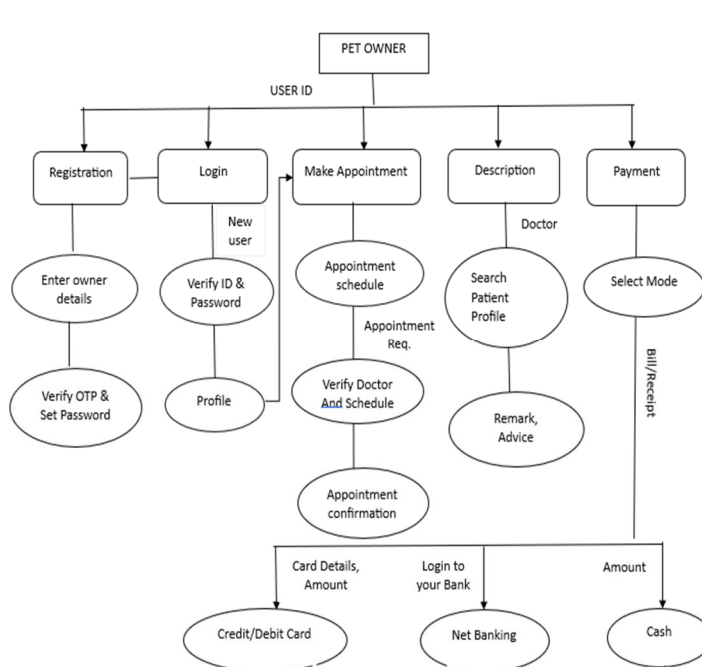 PET OWNER
USER ID
Registration
Login
Make Appointment
Description
Payment
New
user
Doctor
Enter owner
details
Verify ID &
Password
Appointment
schedule
Search
Patient
Profile
Select Mode
Appointment
Req.
Bill/Receipt
Verify OTP &
Set Password
Profile
Verify Doctor
And Schedule
Remark,
Advice
Appointment
confirmation
Card Details,
Amount
Login to
your Bank
Amount
Credit/Debit Card
Net Banking
Cash